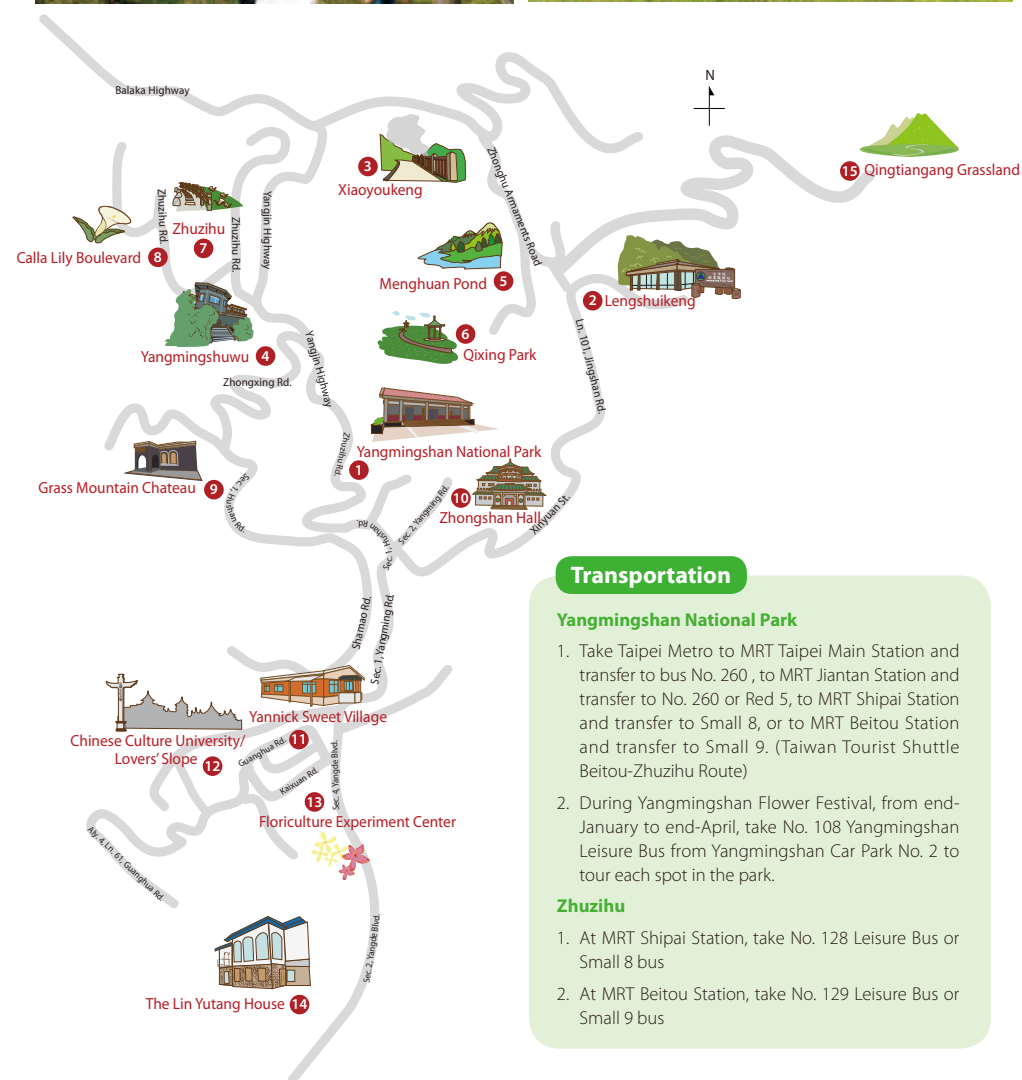 N
Balaka Highway
Zhonghu Armaments Road
15 Qingtiangang Grassland
3
Xiaoyoukeng
Zhuzihu Rd.
Zhuzihu
7
Zhuzihu Rd.
Yangjin Highway
Calla Lily Boulevard 8
Menghuan Pond 5
2 Lengshuikeng
6
Qixing Park
Ln. 101, Jingshan Rd.
Yangmingshuwu 4
Yangjin Highway
Zhongxing Rd.
Zhuzihu Rd.
Yangmingshan National Park
1
Grass Mountain Chateau 9
Sec. 1, Hushan Rd.
10
Zhongshan Hall
Sec. 2, Yangming Rd.
Sec. 1, Hushan Rd.
Xinyuan St.
Shamao Rd.
Sec. 1, Yangming Rd.
Yannick Sweet Village
11
Chinese Culture University/
Lovers' Slope 12
Guanghua Rd.
Kaixuan Rd.
Sec. 4, Yangde Blvd.
13
Floriculture Experiment Center
Aly. 4, Ln. 61, Guanghua Rd.
Sec. 2, Yangde Blvd.
The Lin Yutang House 14
Transportation
Yangmingshan National Park
1. Take Taipei Metro to MRT Taipei Main Station and
transfer to bus No. 260 , to MRT Jiantan Station and
transfer to No. 260 or Red 5, to MRT Shipai Station
and transfer to Small 8, or to MRT Beitou Station
and transfer to Small 9. (Taiwan Tourist Shuttle
Beitou-Zhuzihu Route)
2. During Yangmingshan Flower Festival, from end-
January to end-April, take No. 108 Yangmingshan
Leisure Bus from Yangmingshan Car Park No. 2 to
tour each spot in the park.
Zhuzihu
1. At MRT Shipai Station, take No. 128 Leisure Bus or
Small 8 bus
2. At MRT Beitou Station, take No. 129 Leisure Bus or
Small 9 bus